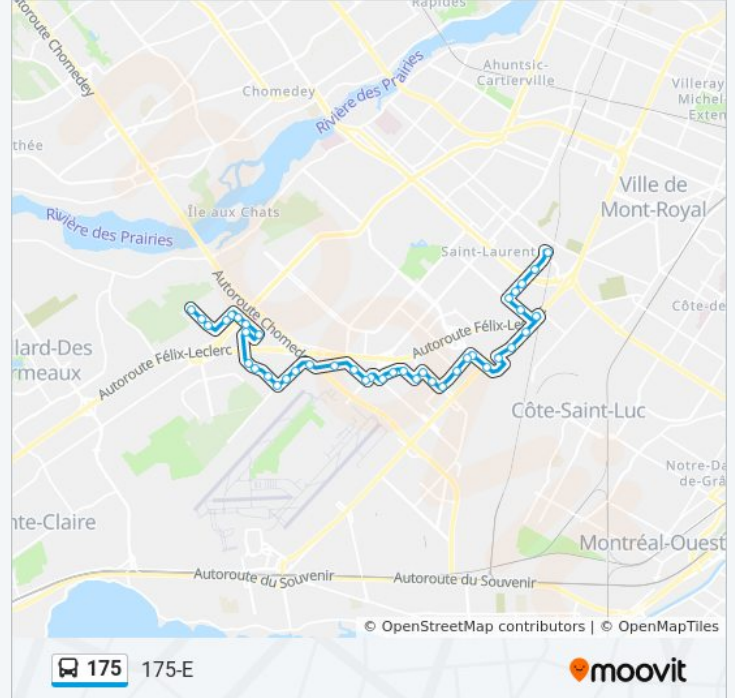 Rapides
Autoroute Chomedey
Ahuntsic-
Cartierville
Chomedey
Villeray
Michel
Exten
Rivière des Prairies
thée
Ville de
Mont-Royal
Île aux Chats
Rivière des Prairies
Saint-Laurent
Autoroute Chomede
Côte-de
Autoroute Félix-Le
lard-Des
rmeaux
Autoroute Félix-Leclerc
Côte-Saint-Luc
Notre-Da
de-Grâ
nte-Claire
Montréal-Ouest
Autoroute du Souvenir
Autoroute du Souvenir
© OpenStreetMap contributors | © OpenMapTiles
175 175-E
moovit